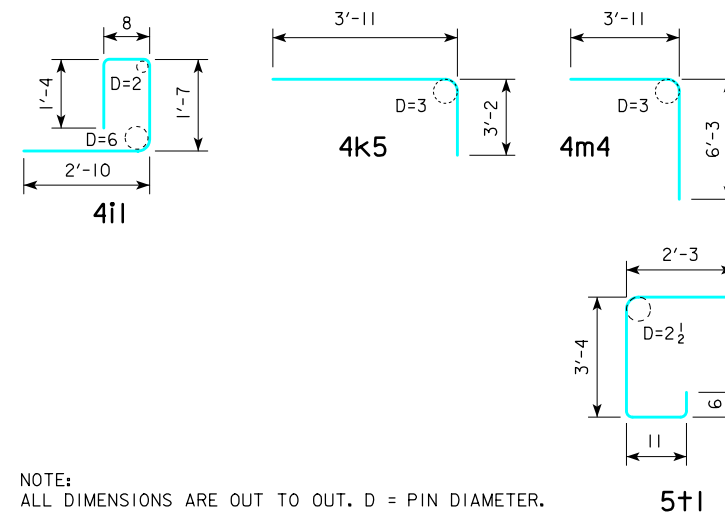 8
1'-4
D=2
1'-7
D=6
2'-10
4i1
3'-11
D=3
3'-2
4k5
3'-11
D=3
6'-3
4m4
2'-3
D=2 1/2
3'-4
6
11
5t1
NOTE:
ALL DIMENSIONS ARE OUT TO OUT. D = PIN DIAMETER.